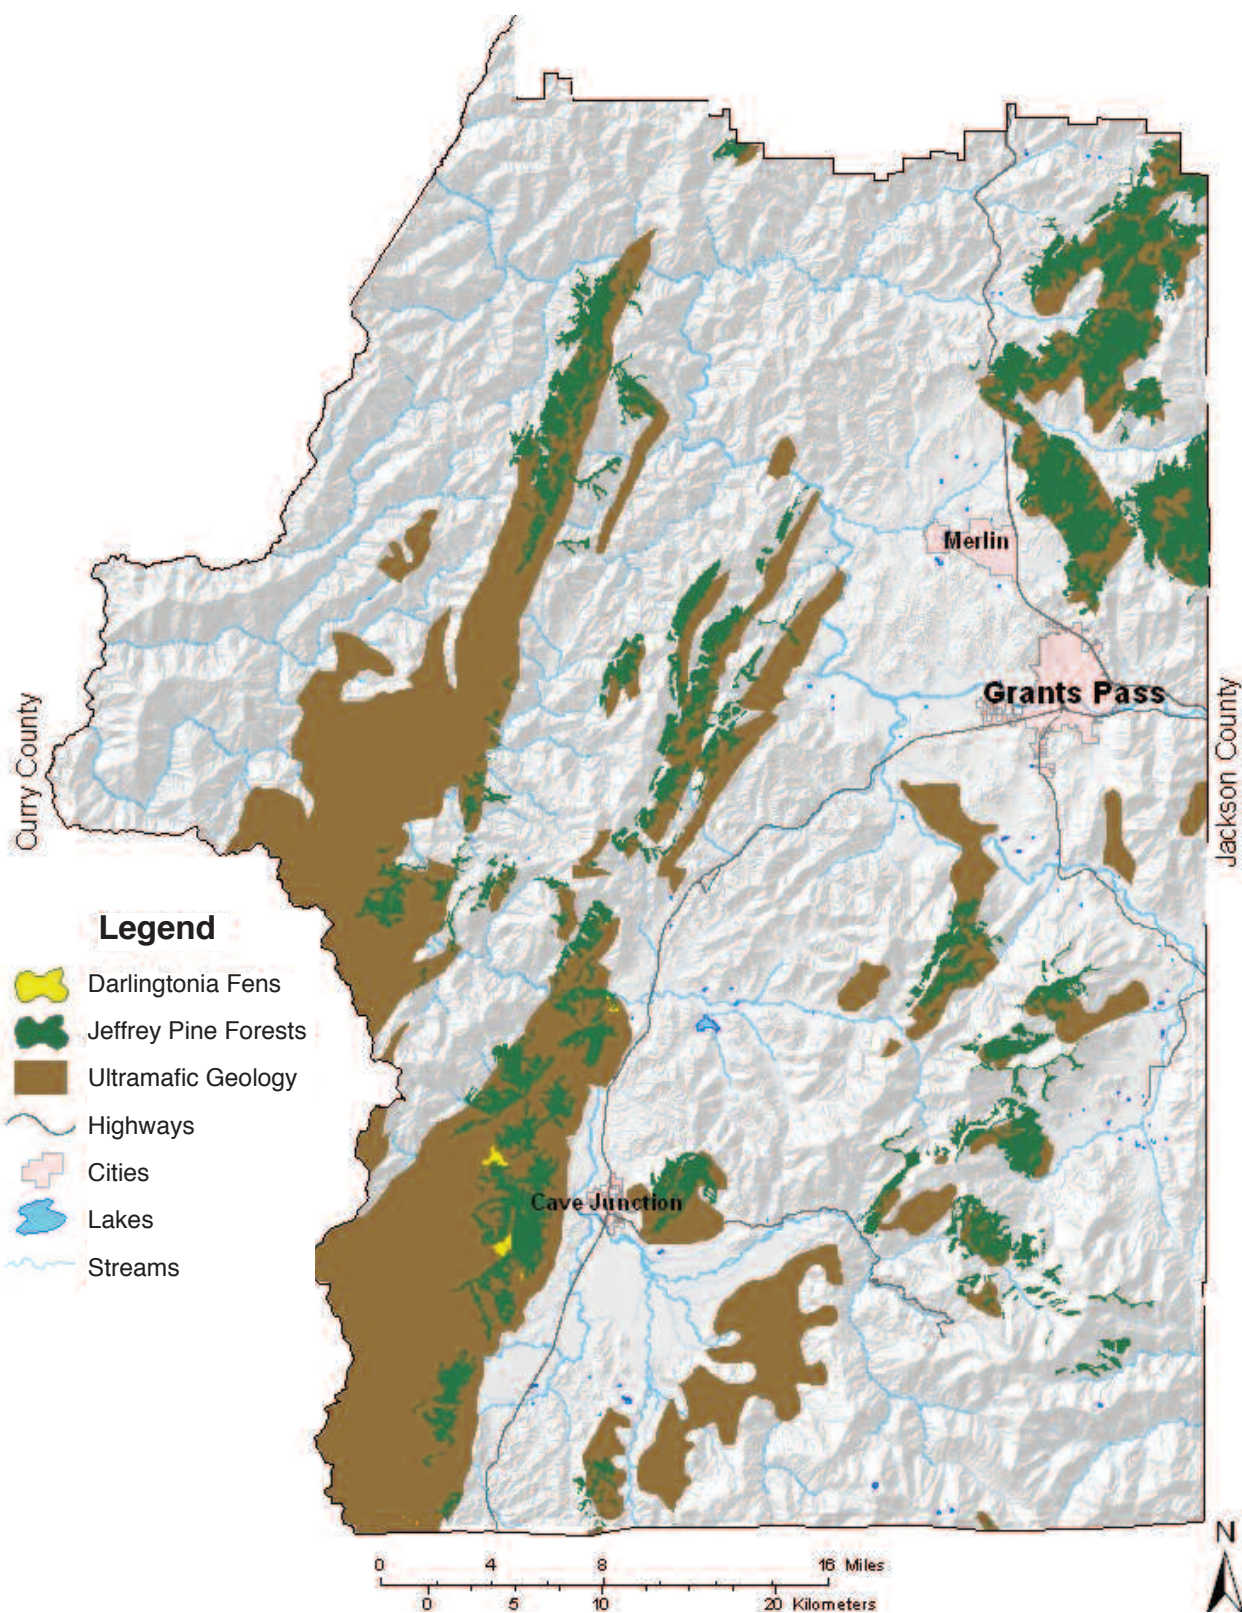 Merlin
Grants Pass
Curry County
Jackson County
Legend
Darlingtonia Fens
Jeffrey Pine Forests
Ultramafic Geology
Highways
Cities
Lakes
Streams
Cave Junction
N
0 4 8 16 Miles
0 5 10 20 Kilometers